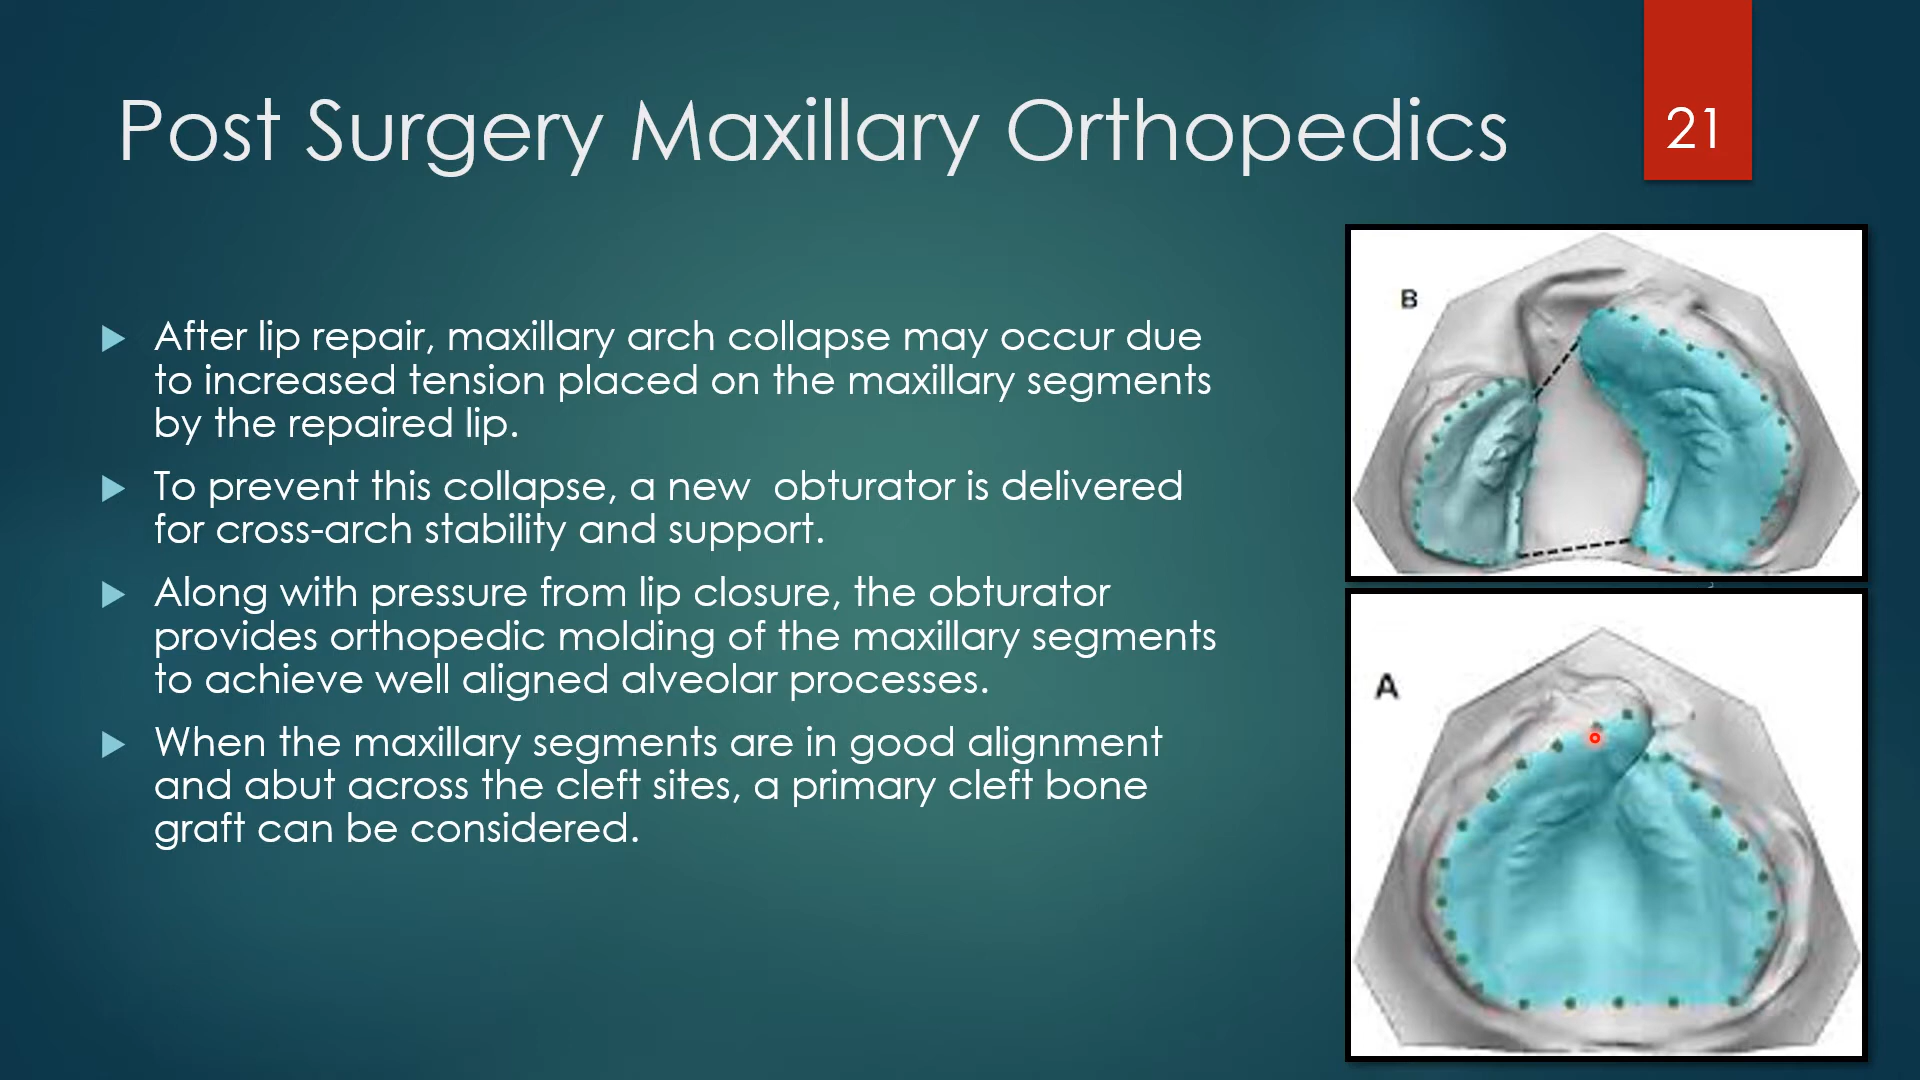 Post Surgery Maxillary Orthopedics
21
After lip repair, maxillary arch collapse may occur due
to increased tension placed on the maxillary segments
by the repaired lip.
To prevent this collapse, a new  obturator is delivered
for cross-arch stability and support.
Along with pressure from lip closure, the obturator
provides orthopedic molding of the maxillary segments
to achieve well aligned alveolar processes.
When the maxillary segments are in good alignment
and abut across the cleft sites, a primary cleft bone
graft can be considered.
B
A